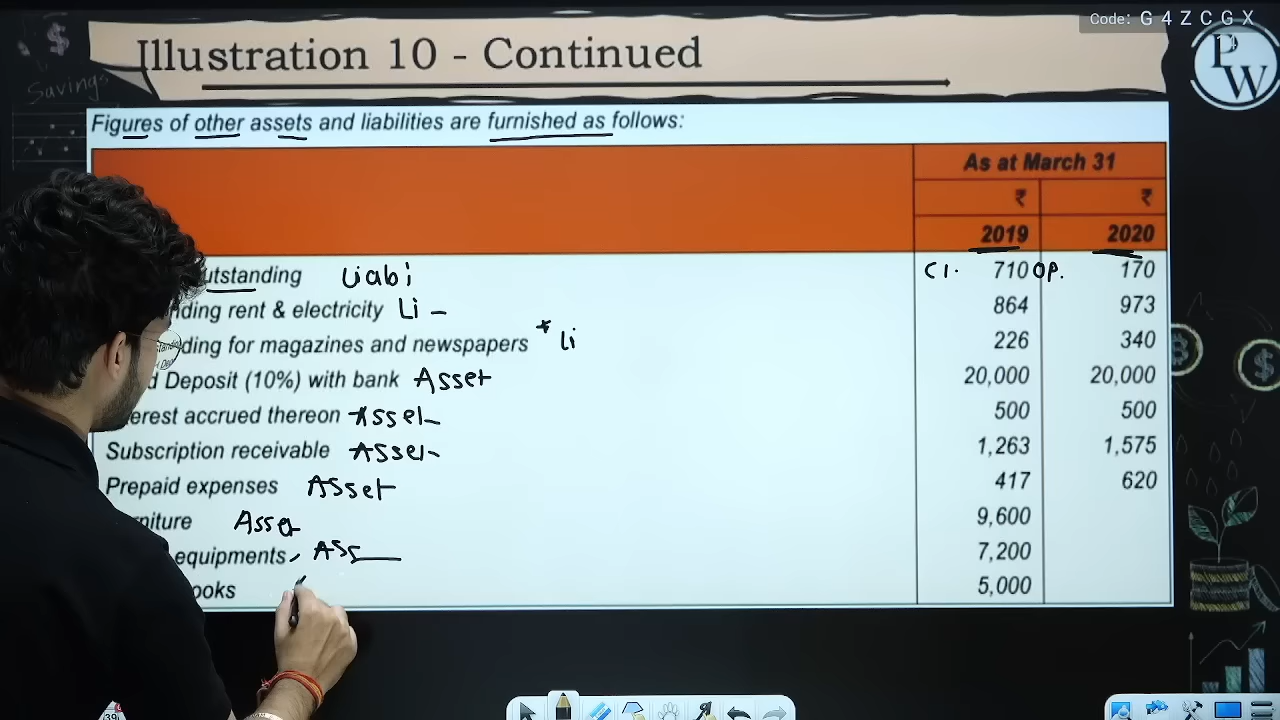 Code: G 4 Z C G X
Illustration 10 - Continued
P W
Savings
Figures of other assets and liabilities are furnished as follows:
As at March 31
₹ ₹
2019 2020
utstanding Liabi Cl. 710 OP. 170
ding rent & electricity Li - 864 973
ding for magazines and newspapers * Li 226 340
Deposit (10%) with bank Asset 20,000 20,000
erest accrued thereon Asset 500 500
Subscription receivable Asset 1,263 1,575
Prepaid expenses Asset 417 620
niture Asset 9,600
equipments Ass 7,200
ooks 5,000